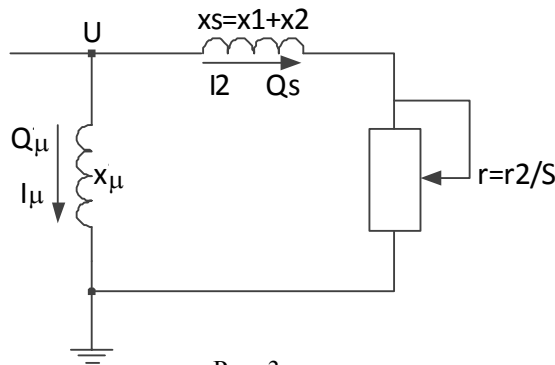 xs=x1+x2
U
I2 Qs
Qμ
xμ
Iμ
r=r2/S